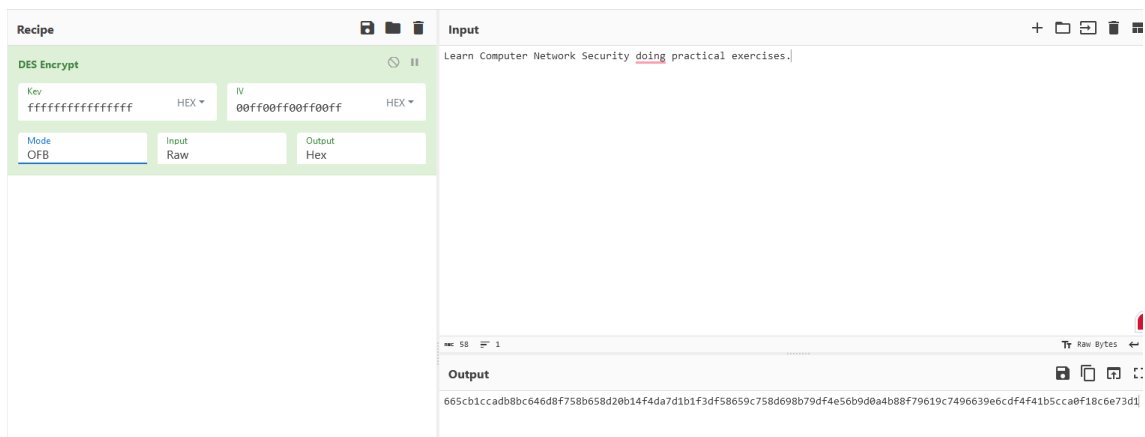 Recipe
Input
DES Encrypt
Key
ffffffffffffffff
HEX
IV
00ff00ff00ff00ff
HEX
Mode
OFB
Input
Raw
Output
Hex
Learn Computer Network Security doing practical exercises.
58
1
Raw Bytes
Output
665cb1ccadb8bc646d8f758b658d20b14f4da7d1b1f3df58659c758d698b79df4e56b9d0a4b88f79619c7496639e6cdf4f41b5cca0f18c6e73d1